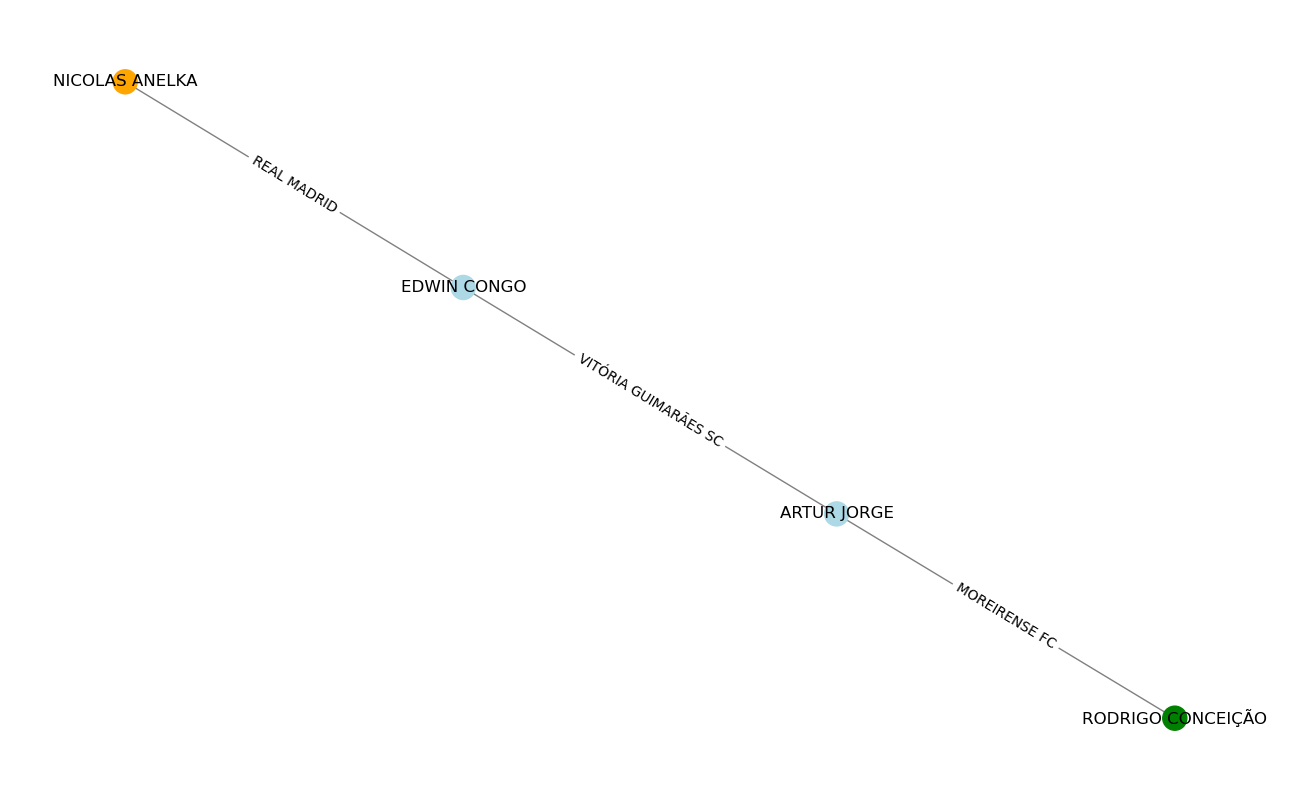 NICOLAS ANELKA
REAL MADRID
EDWIN CONGO
VITÓRIA GUIMARÃES SC
ARTUR JORGE
MOREIRENSE FC
RODRIGO CONCEIÇÃO